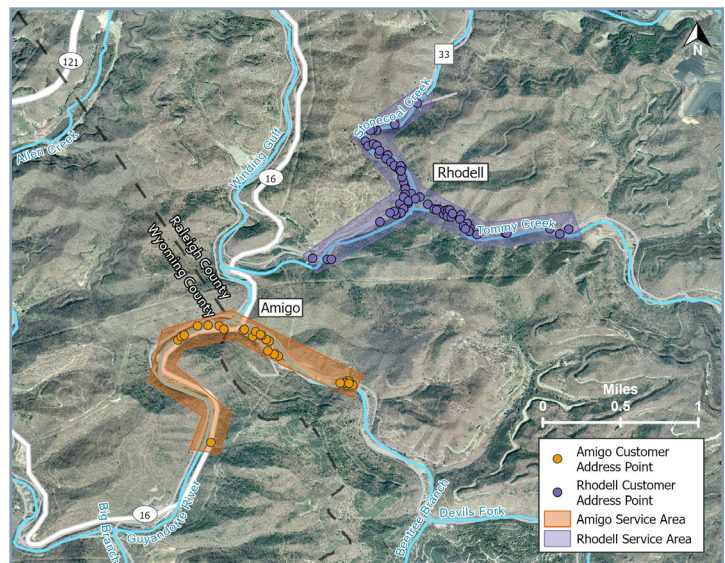 121
33
N
Allen Creek
Winding Gulf
Stonecoal Creek
16
Rhodell
Tommy Creek
Raleigh County
Wyoming County
Amigo
Miles
0
0.5
1
Amigo Customer
Address Point
Rhodell Customer
Address Point
Amigo Service Area
Rhodell Service Area
16
Big Branch
Guyandotte River
Beetree Branch
Devils Fork